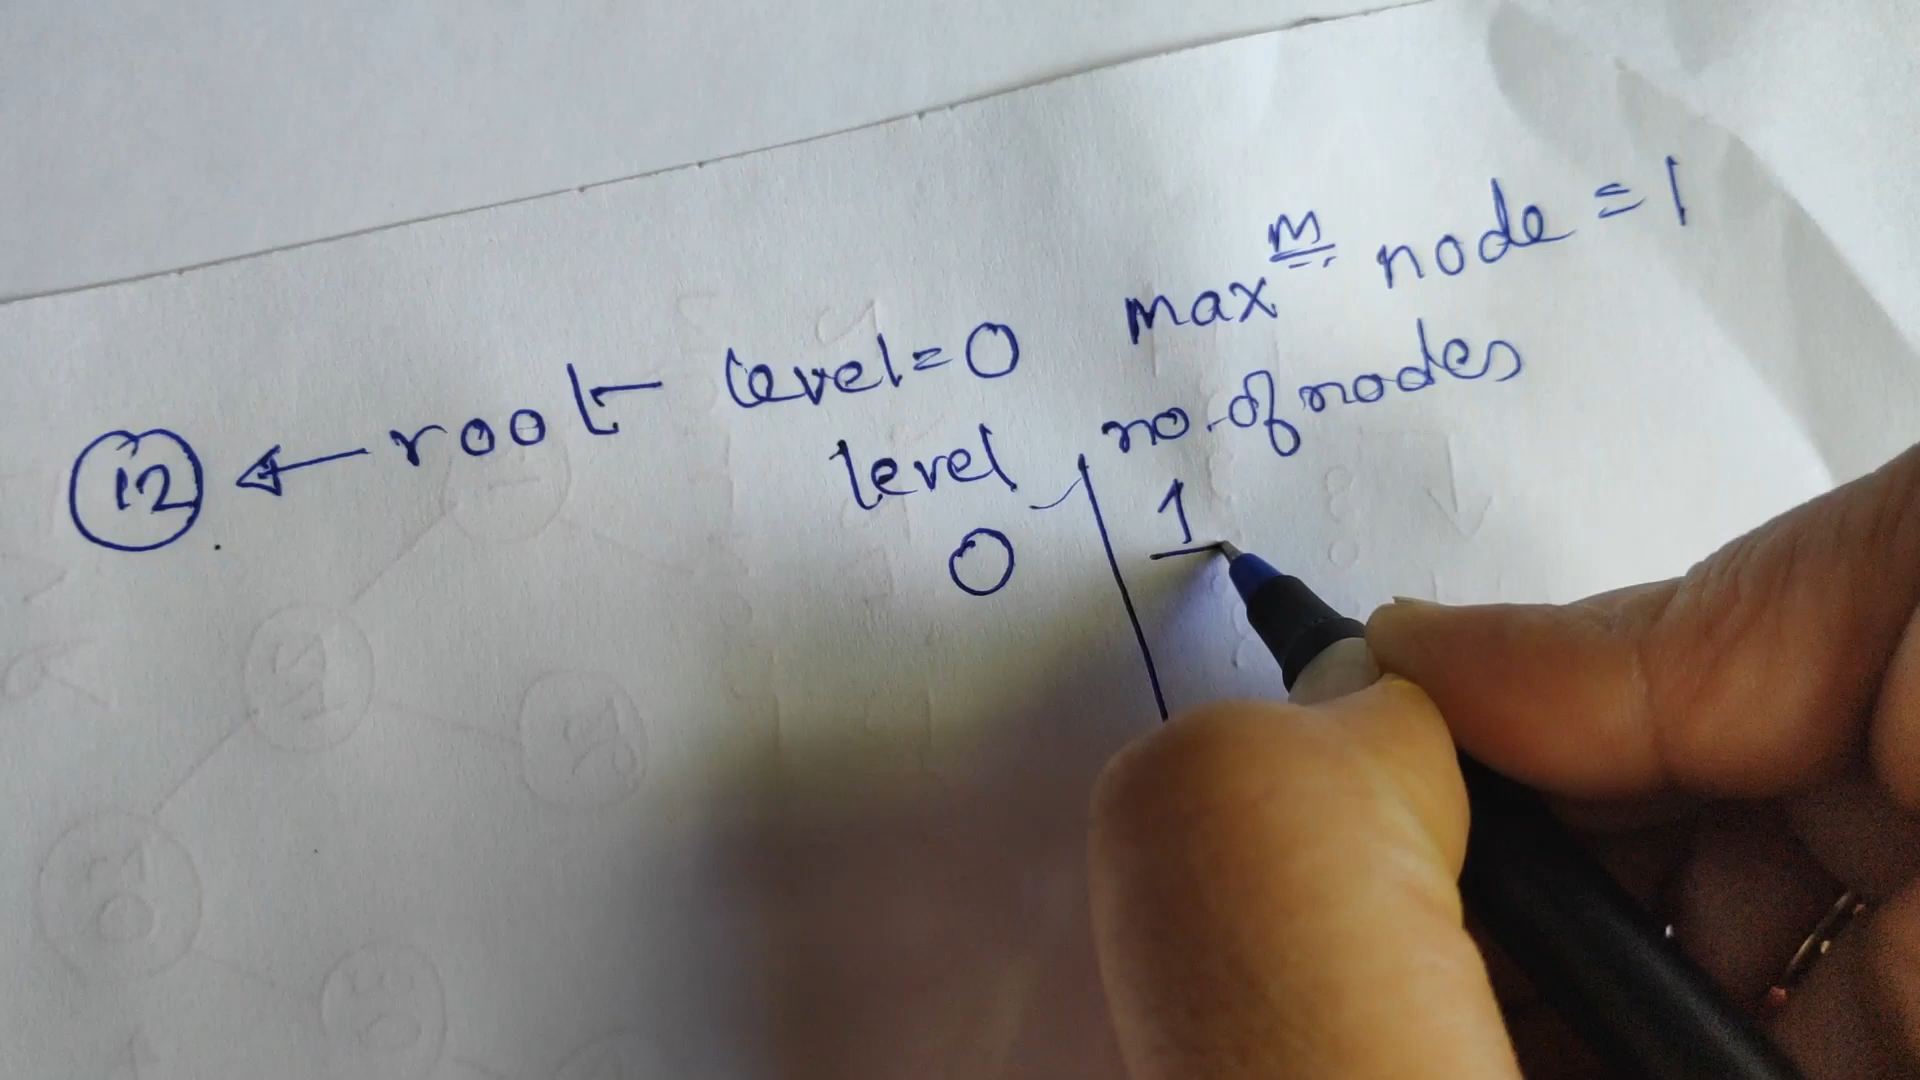 max^m node = 1
12 ← root ← level = 0
level no. of nodes
0 1